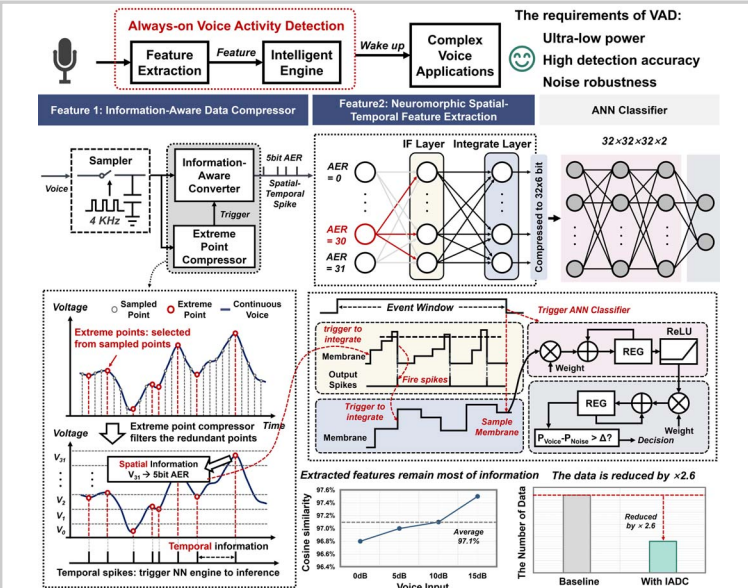 Always-on Voice Activity Detection
Feature
Extraction
Feature
Intelligent
Engine
Wake up
Complex
Voice
Applications
The requirements of VAD:
Ultra-low power
High detection accuracy
Noise robustness
Feature 1: Information-Aware Data Compressor
Feature2: Neuromorphic Spatial-
Temporal Feature Extraction
ANN Classifier
Sampler
Voice
4 KHz
Information-
Aware
Converter
Trigger
Extreme
Point
Compressor
5bit AER
Spatial-
Temporal
Spike
IF Layer
Integrate Layer
AER
= 0
AER
= 30
AER
= 31
Compressed to 32x6 bit
32×32×32×2
Voltage
Sampled
Point
Extreme
Point
Continuous
Voice
Extreme points: selected
from sampled points
Time
Extreme point compressor
filters the redundant points
Voltage
V31
V2
V1
V0
Spatial Information
V31 → 5bit AER
Temporal information
Temporal spikes: trigger NN engine to inference
Event Window
Trigger ANN Classifier
trigger to
integrate
Membrane
Output
Spikes
Fire spikes
Trigger to
integrate
Membrane
Sample
Membrane
Weight
REG
ReLU
REG
Weight
PVoice-PNoise > Δ?
Decision
Extracted features remain most of information
Cosine similarity
97.6%
97.4%
97.2%
97.0%
96.8%
96.6%
96.4%
Average
97.1%
0dB
5dB
10dB
15dB
Voice Input
The data is reduced by ×2.6
The Number of Data
Reduced
by × 2.6
Baseline
With IADC